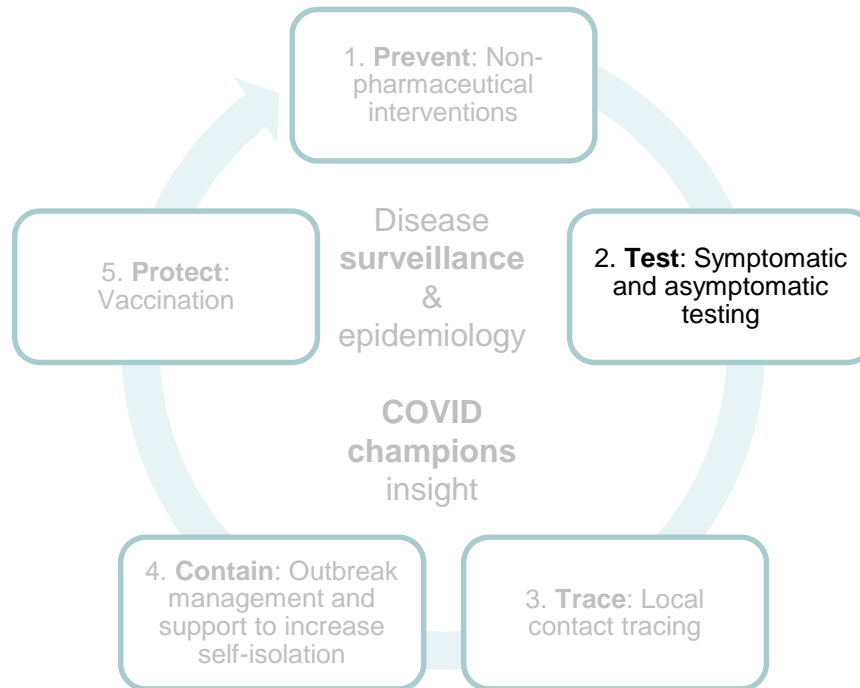 1. Prevent: Non-
pharmaceutical
interventions
Disease
surveillance
&
epidemiology
COVID
champions
insight
2. Test: Symptomatic
and asymptomatic
testing
3. Trace: Local
contact tracing
4. Contain: Outbreak
management and
support to increase
self-isolation
5. Protect:
Vaccination